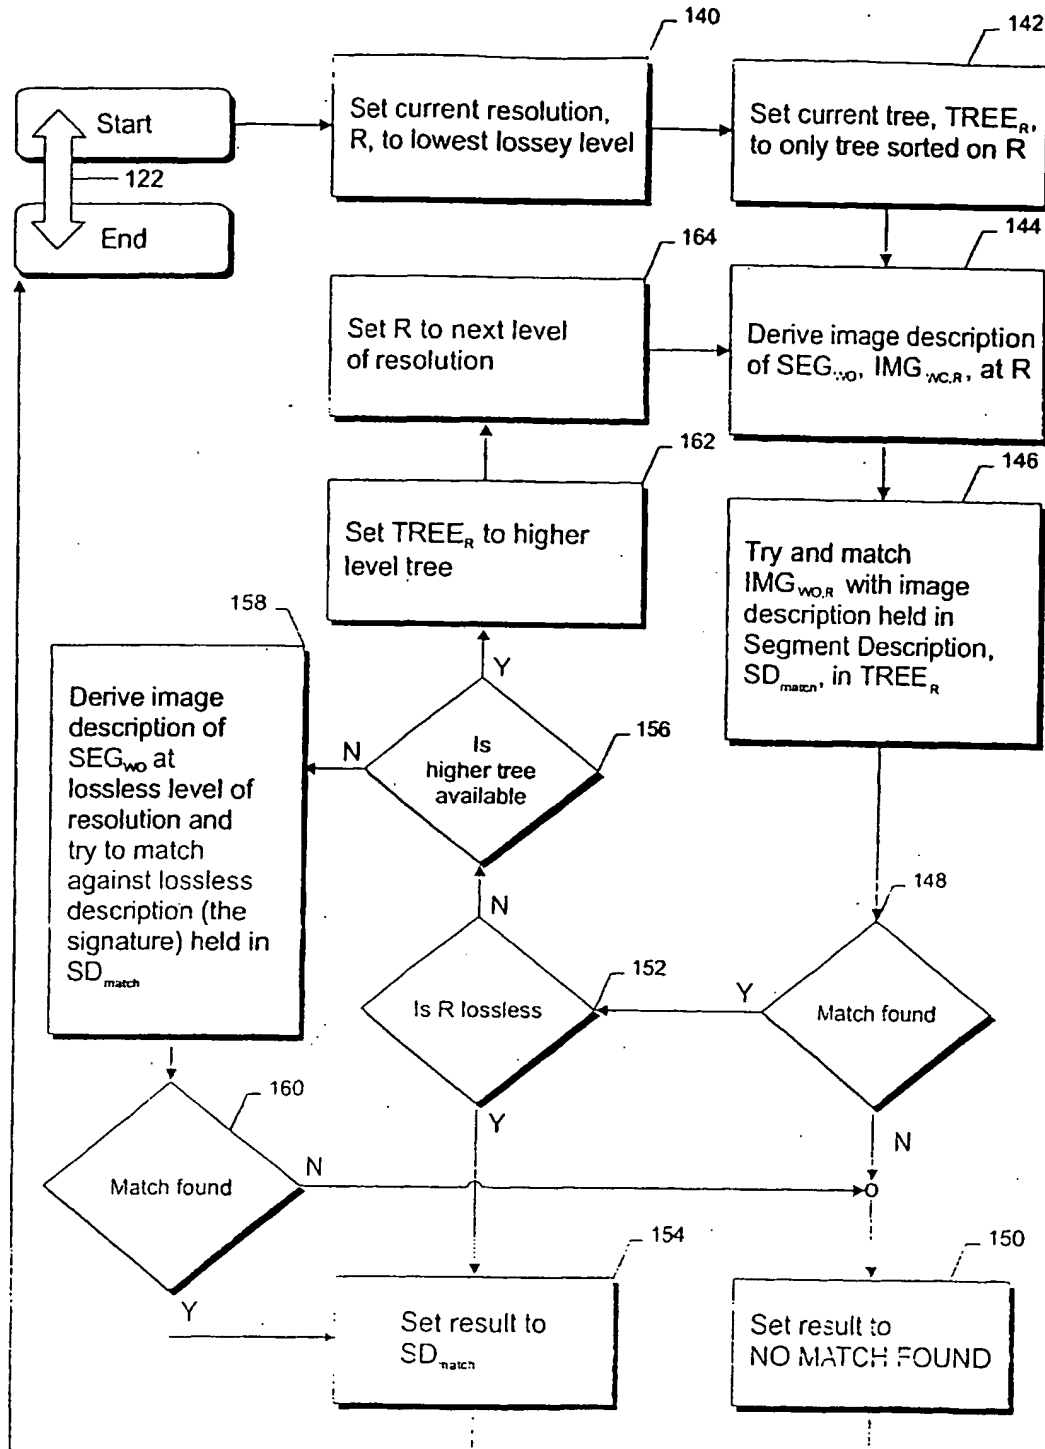 140
142
Start
Set current resolution,
R, to lowest lossey level
Set current tree, TREE_R,
to only tree sorted on R
122
End
164
144
Set R to next level
of resolution
Derive image description
of SEG_WO, IMG_WC,R, at R
162
146
Set TREE_R to higher
level tree
Try and match
IMG_WO,R with image
description held in
Segment Description,
SD_match, in TREE_R
158
Derive image
description of
SEG_WO at
lossless level of
resolution and
try to match
against lossless
description (the
signature) held in
SD_match
Y
N
Is
higher tree
available
156
148
N
152
Is R lossless
Y
Match found
160
Y
N
Match found
N
154
150
Y
Set result to
SD_match
Set result to
NO MATCH FOUND